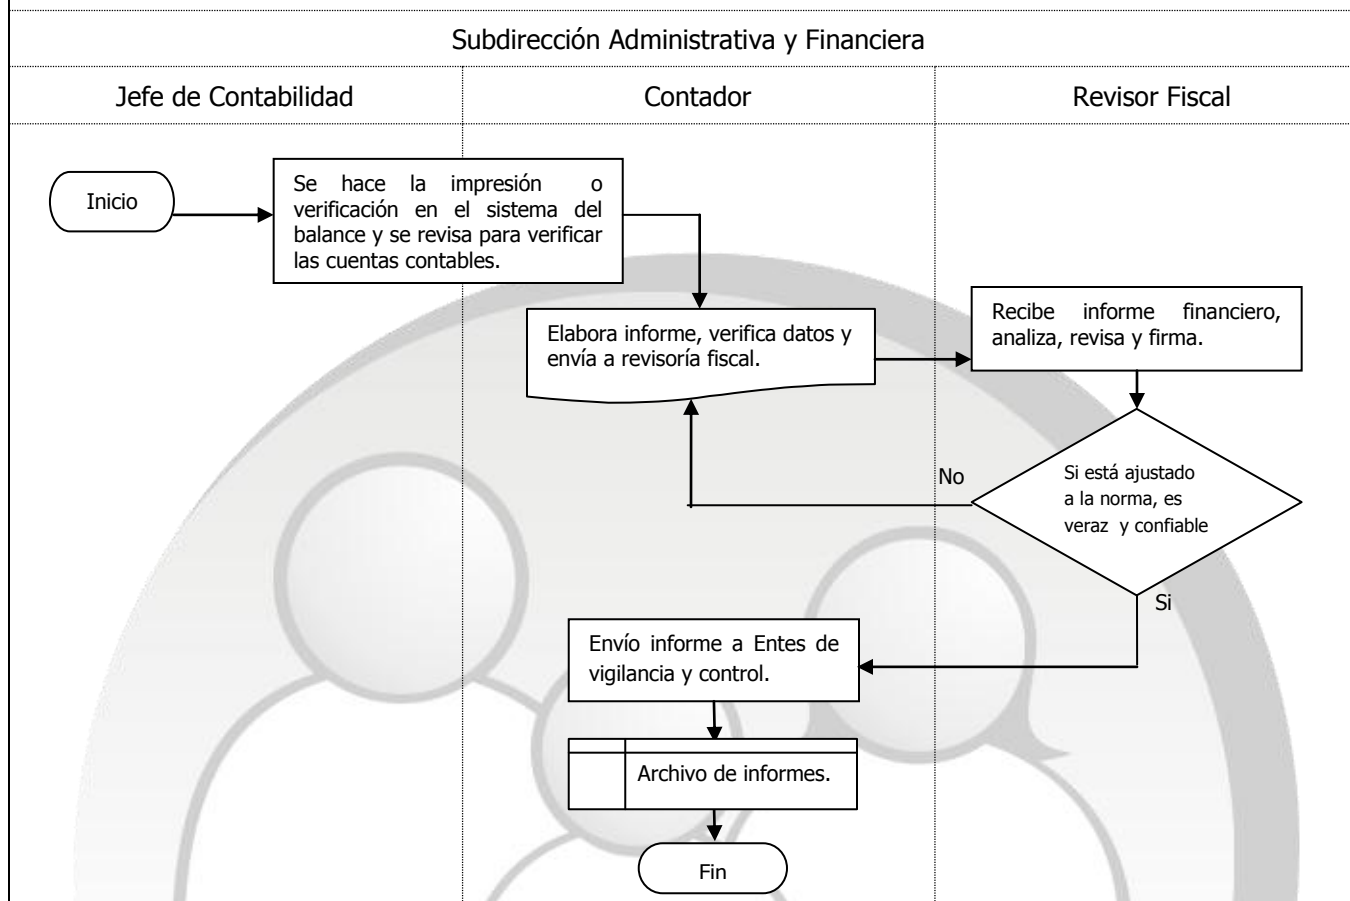 Subdirección Administrativa y Financiera
Jefe de Contabilidad
Contador
Revisor Fiscal
Inicio
Se hace la impresión o
verificación en el sistema del
balance y se revisa para verificar
las cuentas contables.
Elabora informe, verifica datos y
envía a revisoría fiscal.
Recibe informe financiero,
analiza, revisa y firma.
Si está ajustado
a la norma, es
veraz y confiable
No
Si
Envío informe a Entes de
vigilancia y control.
Archivo de informes.
Fin